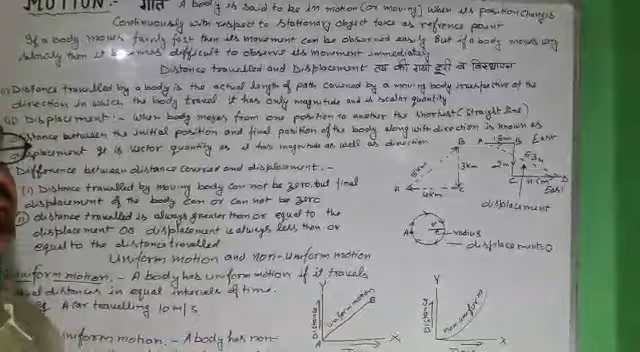 MOTION:- गति A body is said to be in motion (or moving) when its position changes
Continuously with respect to stationary object take as reference point
If a body moves fairly fast then its movement can be observed easily But if a body moves very
slowly then it becomes difficult to observe its movement immediately
Distance travelled and Displacement तय की गयी दूरी व विस्थापन
(i) Distance travelled by a body is the actual length of path covered by a moving body irrespective of the
direction in which the body travel it has only magnitude and is scalar quantity
(ii) Displacement:- When body moves from one position to another the shortest (straight line)
distance between the initial position and final position of the body along with direction is known as
displacement It is vector quantity as it has magnitude as well as direction
Difference between distance covered and displacement.-
(i) Distance travelled by moving body can not be zero, but final
displacement of the body can or can not be zero
(ii) distance travelled is always greater than or equal to the
displacement OR displacement is always less than or
equal to the distance travelled
B
3km
C
4km
A
A
B
East
C
D
East
displacement
A
B
radius
displacement=0
Uniform motion and non-uniform motion
uniform motion.- A body has uniform motion if it travels
equal distances in equal intervals of time.
A car travelling 10m/s
uniform motion.- A body has non-
Y
Distance
uniform motion
B
A
X
Y
Distance
non uniform
X